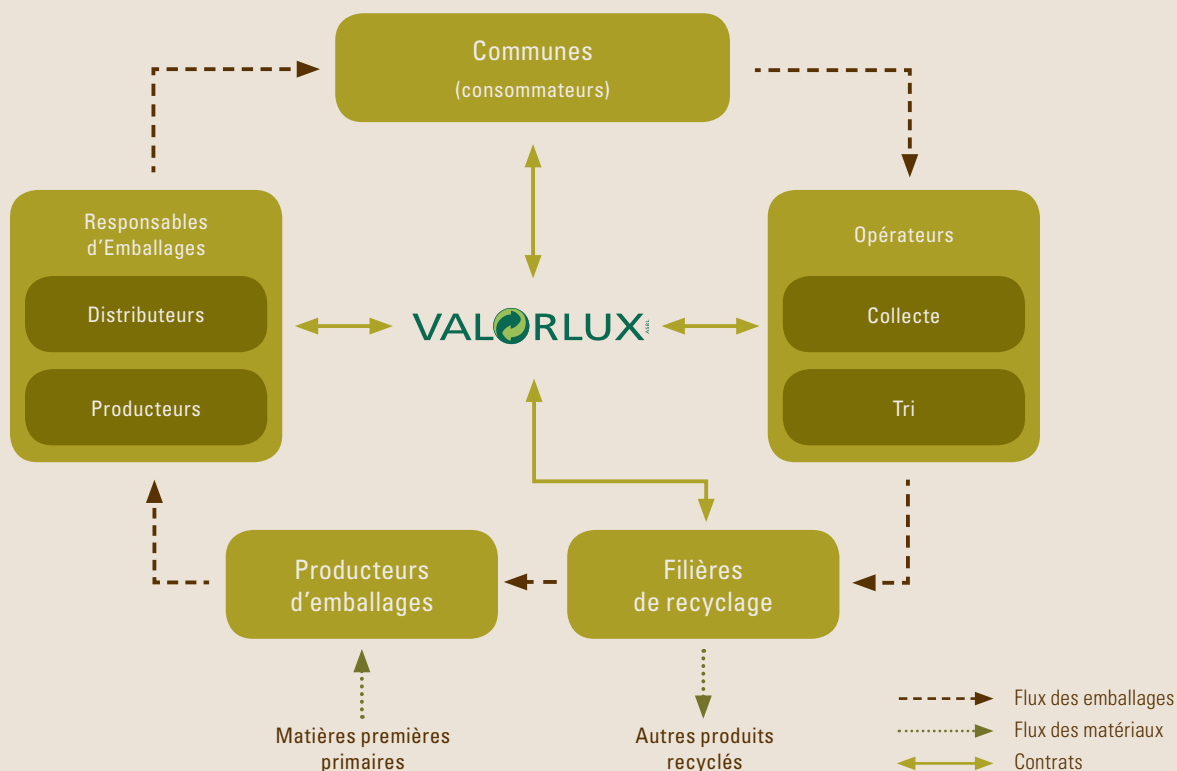 Communes
(consommateurs)
Responsables
d'Emballages
Distributeurs
Producteurs
VALORLUX ASBL
Opérateurs
Collecte
Tri
Producteurs
d'emballages
Filières
de recyclage
Matières premières
primaires
Autres produits
recyclés
Flux des emballages
Flux des matériaux
Contrats